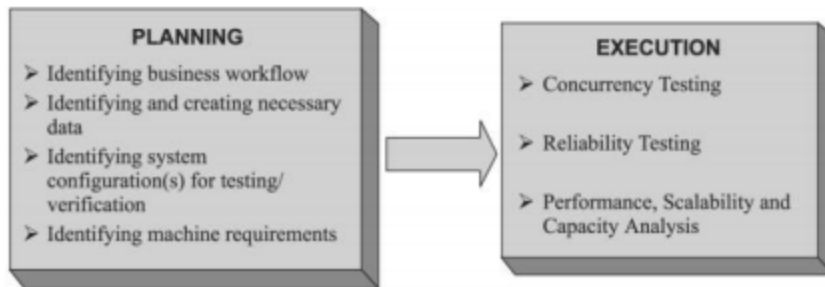 PLANNING
➢ Identifying business workflow
➢ Identifying and creating necessary
data
➢ Identifying system
configuration(s) for testing/
verification
➢ Identifying machine requirements
EXECUTION
➢ Concurrency Testing
➢ Reliability Testing
➢ Performance, Scalability and
Capacity Analysis